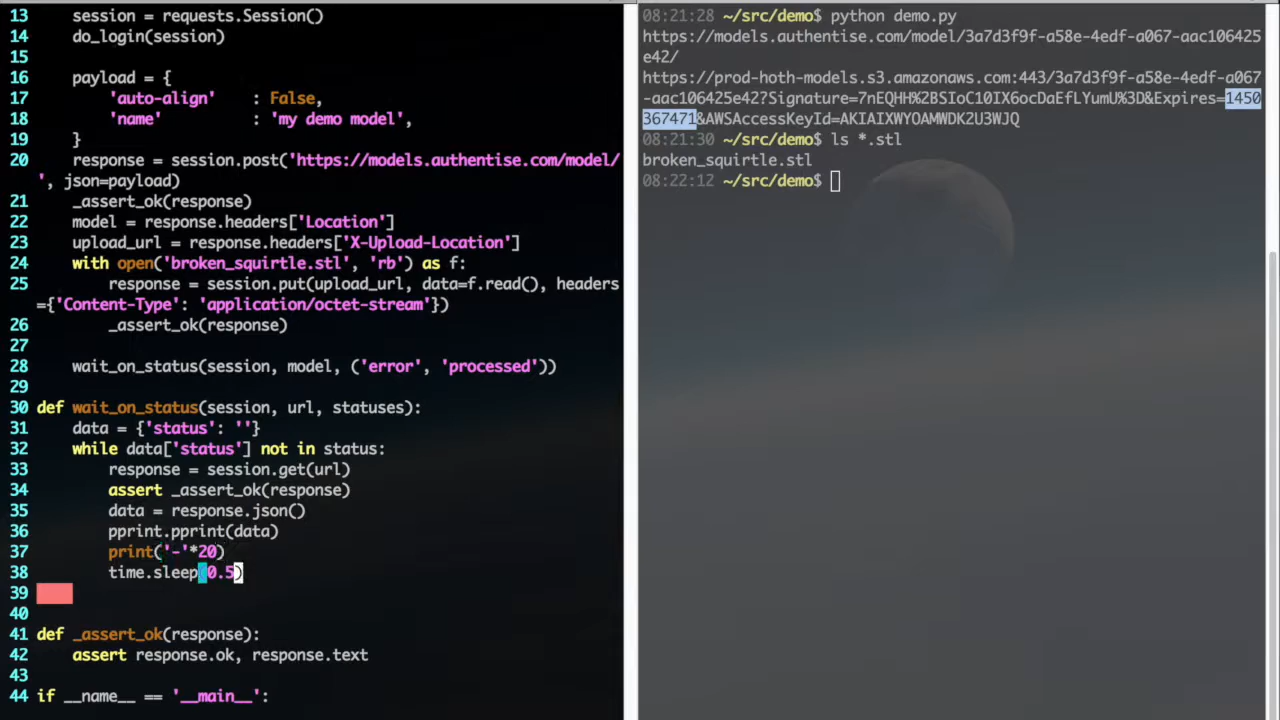 13     session = requests.Session()
14     do_login(session)
15
16     payload = {
17         'auto-align'    : False,
18         'name'          : 'my demo model',
19     }
20     response = session.post('https://models.authentise.com/model/
', json=payload)
21     _assert_ok(response)
22     model = response.headers['Location']
23     upload_url = response.headers['X-Upload-Location']
24     with open('broken_squirtle.stl', 'rb') as f:
25         response = session.put(upload_url, data=f.read(), headers
={'Content-Type': 'application/octet-stream'})
26         _assert_ok(response)
27
28     wait_on_status(session, model, ('error', 'processed'))
29
30 def wait_on_status(session, url, statuses):
31     data = {'status': ''}
32     while data['status'] not in status:
33         response = session.get(url)
34         assert _assert_ok(response)
35         data = response.json()
36         pprint.pprint(data)
37         print('-'*20)
38         time.sleep(0.5)
39
40
41 def _assert_ok(response):
42     assert response.ok, response.text
43
44 if __name__ == '__main__':
08:21:28 ~/src/demo$ python demo.py
https://models.authentise.com/model/3a7d3f9f-a58e-4edf-a067-aac106425
e42/
https://prod-hoth-models.s3.amazonaws.com:443/3a7d3f9f-a58e-4edf-a067
-aac106425e42?Signature=7nEQHH%2BSIoC10IX6ocDaEfLYumU%3D&Expires=1450
367471&AWSAccessKeyId=AKIAIXWYOAMWDK2U3WJQ
08:21:30 ~/src/demo$ ls *.stl
broken_squirtle.stl
08:22:12 ~/src/demo$